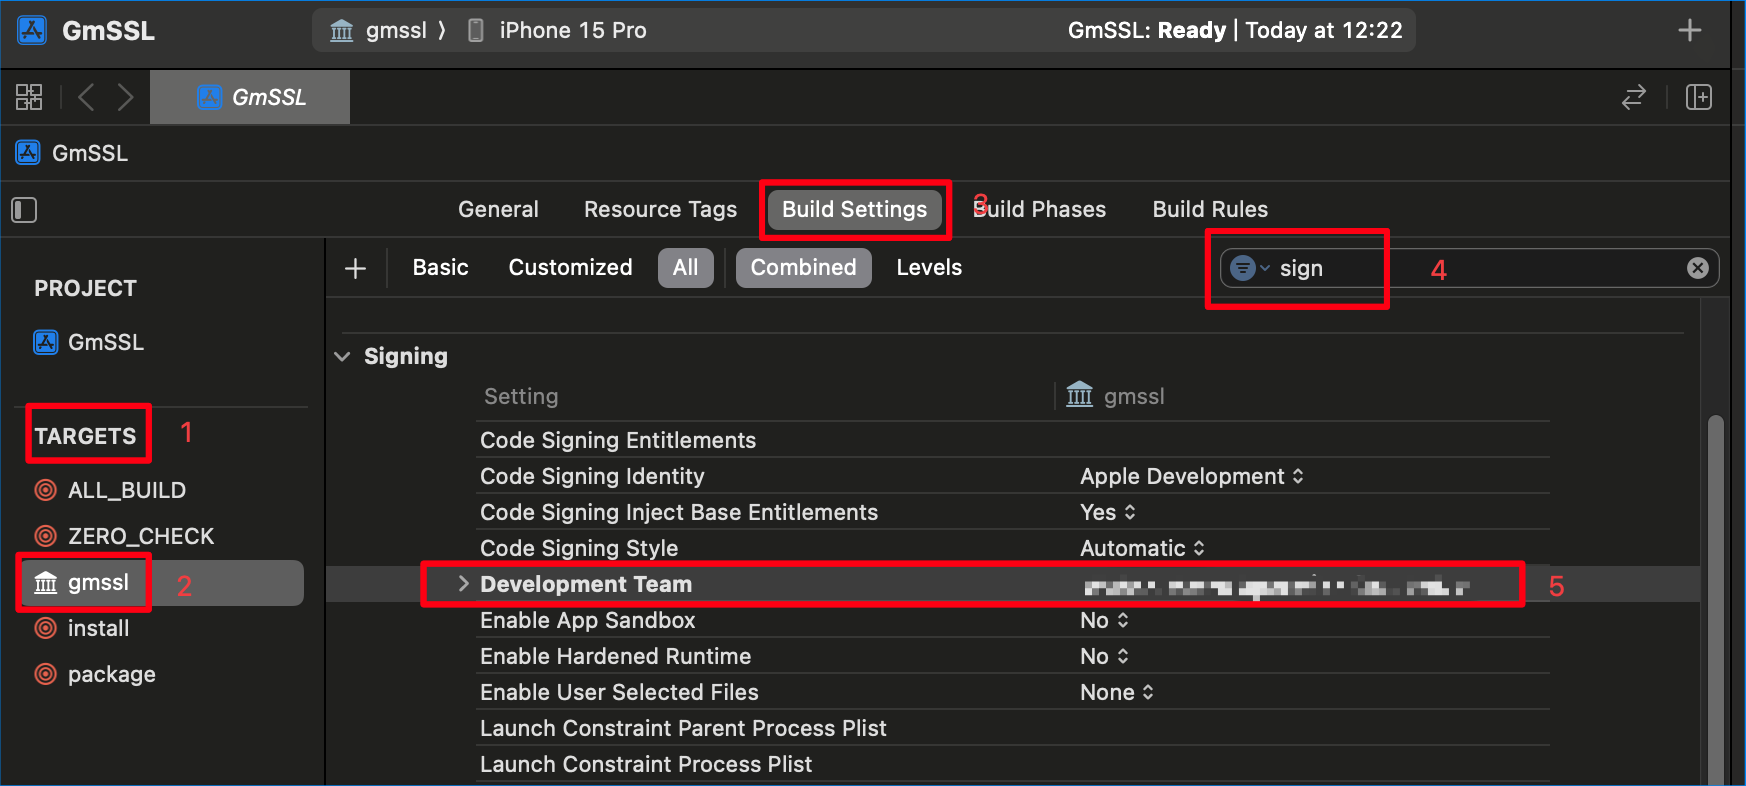 GmSSL
gmssl 〉 iPhone 15 Pro
GmSSL: Ready | Today at 12:22
GmSSL
GmSSL
General Resource Tags Build Settings 3 Build Phases Build Rules
Basic Customized All Combined Levels
sign 4
PROJECT
GmSSL
TARGETS 1
ALL_BUILD
ZERO_CHECK
gmssl 2
install
package
Signing
Setting gmssl
Code Signing Entitlements
Code Signing Identity Apple Development
Code Signing Inject Base Entitlements Yes
Code Signing Style Automatic
Development Team 5
Enable App Sandbox No
Enable Hardened Runtime No
Enable User Selected Files None
Launch Constraint Parent Process Plist
Launch Constraint Process Plist